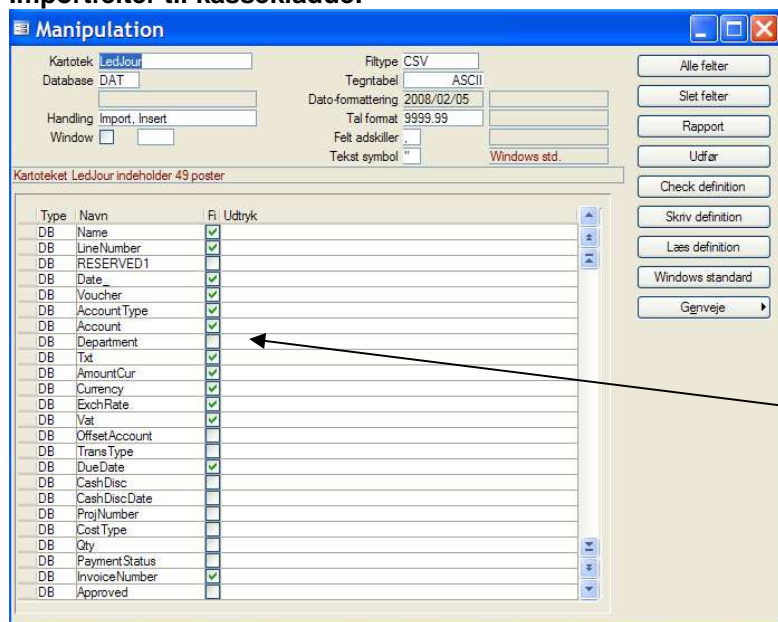 Importfelter til kassekladde.
Manipulation
Kartotek LedJour Filtype CSV Alle felter
Database DAT Tegntabel ASCII Slet felter
Dato-formattering 2008/02/05
Handling Import, Insert Tal format 9999.99 Rapport
Window Felt adskiller , Udfør
Tekst symbol " Windows std.
Kartoteket LedJour indeholder 49 poster
Check definition
Type Navn Fi Udtryk Skriv definition
DB Name
DB LineNumber Læs definition
DB RESERVED1
DB Date_ Windows standard
DB Voucher
DB AccountType Genveje
DB Account
DB Department
DB Txt
DB AmountCur
DB Currency
DB ExchRate
DB Vat
DB OffsetAccount
DB TransType
DB DueDate
DB CashDisc
DB CashDiscDate
DB ProjNumber
DB CostType
DB Qty
DB PaymentStatus
DB InvoiceNumber
DB Approved